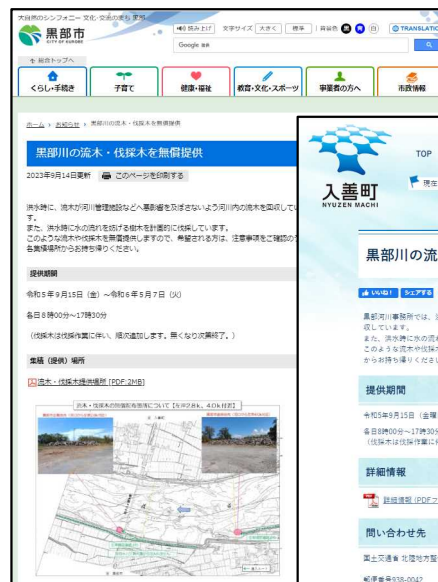 大自然のシンフォニー 文化・交流のまち 黒部
黒部市
CITY OF KUROBE
読み上げ
文字サイズ
大きく
標準
背景色
黒
青
白
TRANSLATIO
Google
総合トップへ
くらし・手続き
子育て
健康・福祉
教育・文化・スポーツ
事業者の方へ
市政情報
ホーム > お知らせ > 黒部川の流木・伐採木を無償提供
黒部川の流木・伐採木を無償提供
2023年9月14日更新
このページを印刷する
洪水時に、流木が河川管理施設などへ悪影響を及ぼさないよう河川内の流木を回収してい
す。
また、洪水時に水の流れを妨げる樹木を計画的に伐採しています。
このような流木や伐採木を無償提供しますので、希望される方は、注意事項をご確認の
各集積場所からお持ち帰りください。
提供期間
令和5年9月15日（金）～令和6年5月7日（火）
各日8時00分～17時30分
（伐採木は伐採作業に伴い、順次追加します。無くなり次第終了。）
集積（提供）場所
流木・伐採木提供場所 [PDF:2MB]
入善町
NYUZEN MACHI
TOP
現在
黒部川の流
いいね！
シェアする
黒部河川事務所では、
収しています。
また、洪水時に水の流
このような流木や伐採木
からお持ち帰りくださ
提供期間
令和5年9月15日（金曜
各日8時00分～17時30分
（伐採木は伐採作業に
詳細情報
詳細情報 (PDFフ
問い合わせ先
国土交通省 北陸地方整
郵便番号938-0042